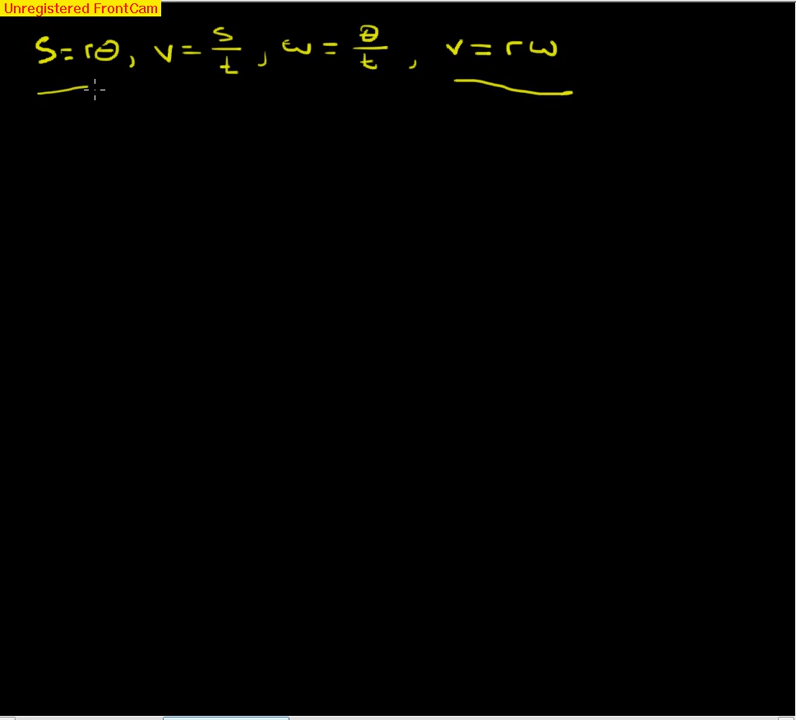 Unregistered FrontCam
S=rθ, v=s/t, ω=θ/t, v=rω